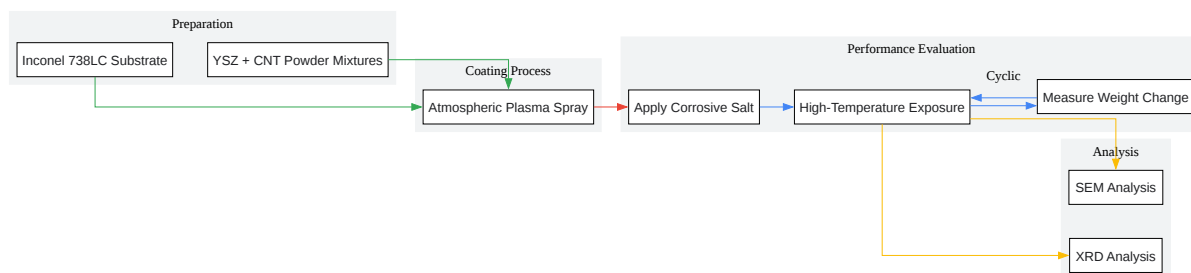 Preparation
Inconel 738LC Substrate
YSZ + CNT Powder Mixtures
Coating Process
Atmospheric Plasma Spray
Performance Evaluation
Apply Corrosive Salt
High-Temperature Exposure
Cyclic
Measure Weight Change
Analysis
SEM Analysis
XRD Analysis